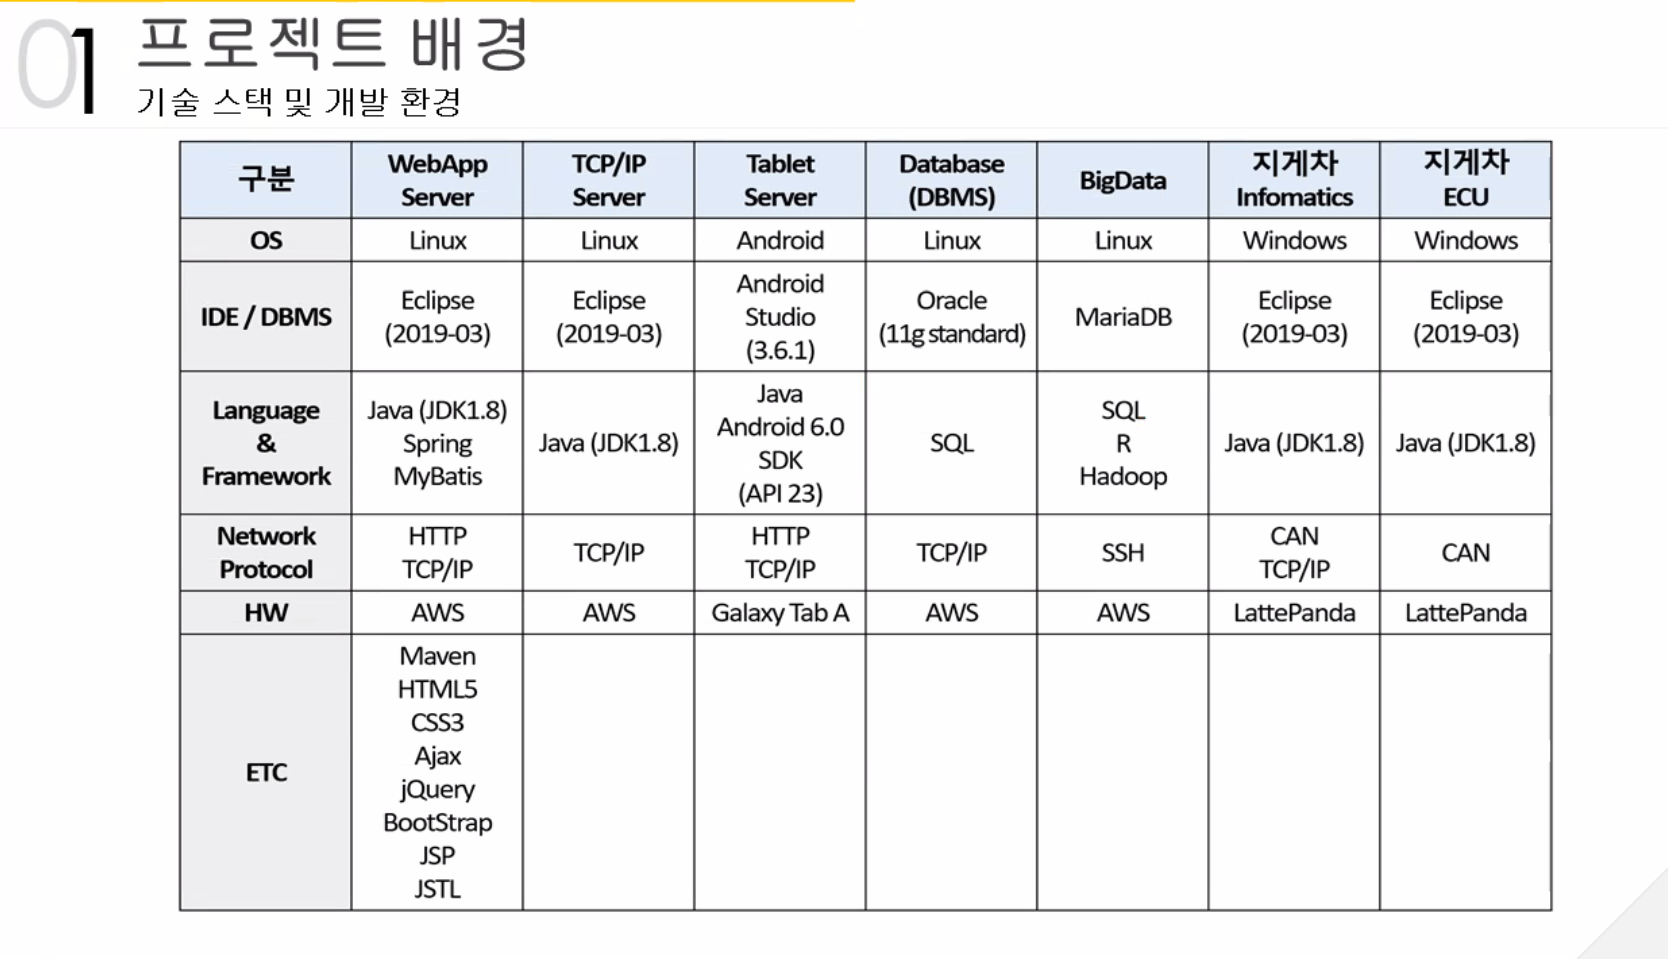 01 프로젝트 배경
기술 스택 및 개발 환경
구분 WebApp Server TCP/IP Server Tablet Server Database (DBMS) BigData 지게차 Infomatics 지게차 ECU
OS Linux Linux Android Linux Linux Windows Windows
IDE / DBMS Eclipse (2019-03) Eclipse (2019-03) Android Studio (3.6.1) Oracle (11g standard) MariaDB Eclipse (2019-03) Eclipse (2019-03)
Language & Framework Java (JDK1.8) Spring MyBatis Java (JDK1.8) Java Android 6.0 SDK (API 23) SQL SQL R Hadoop Java (JDK1.8) Java (JDK1.8)
Network Protocol HTTP TCP/IP TCP/IP HTTP TCP/IP TCP/IP SSH CAN TCP/IP CAN
HW AWS AWS Galaxy Tab A AWS AWS LattePanda LattePanda
ETC Maven HTML5 CSS3 Ajax jQuery BootStrap JSP JSTL